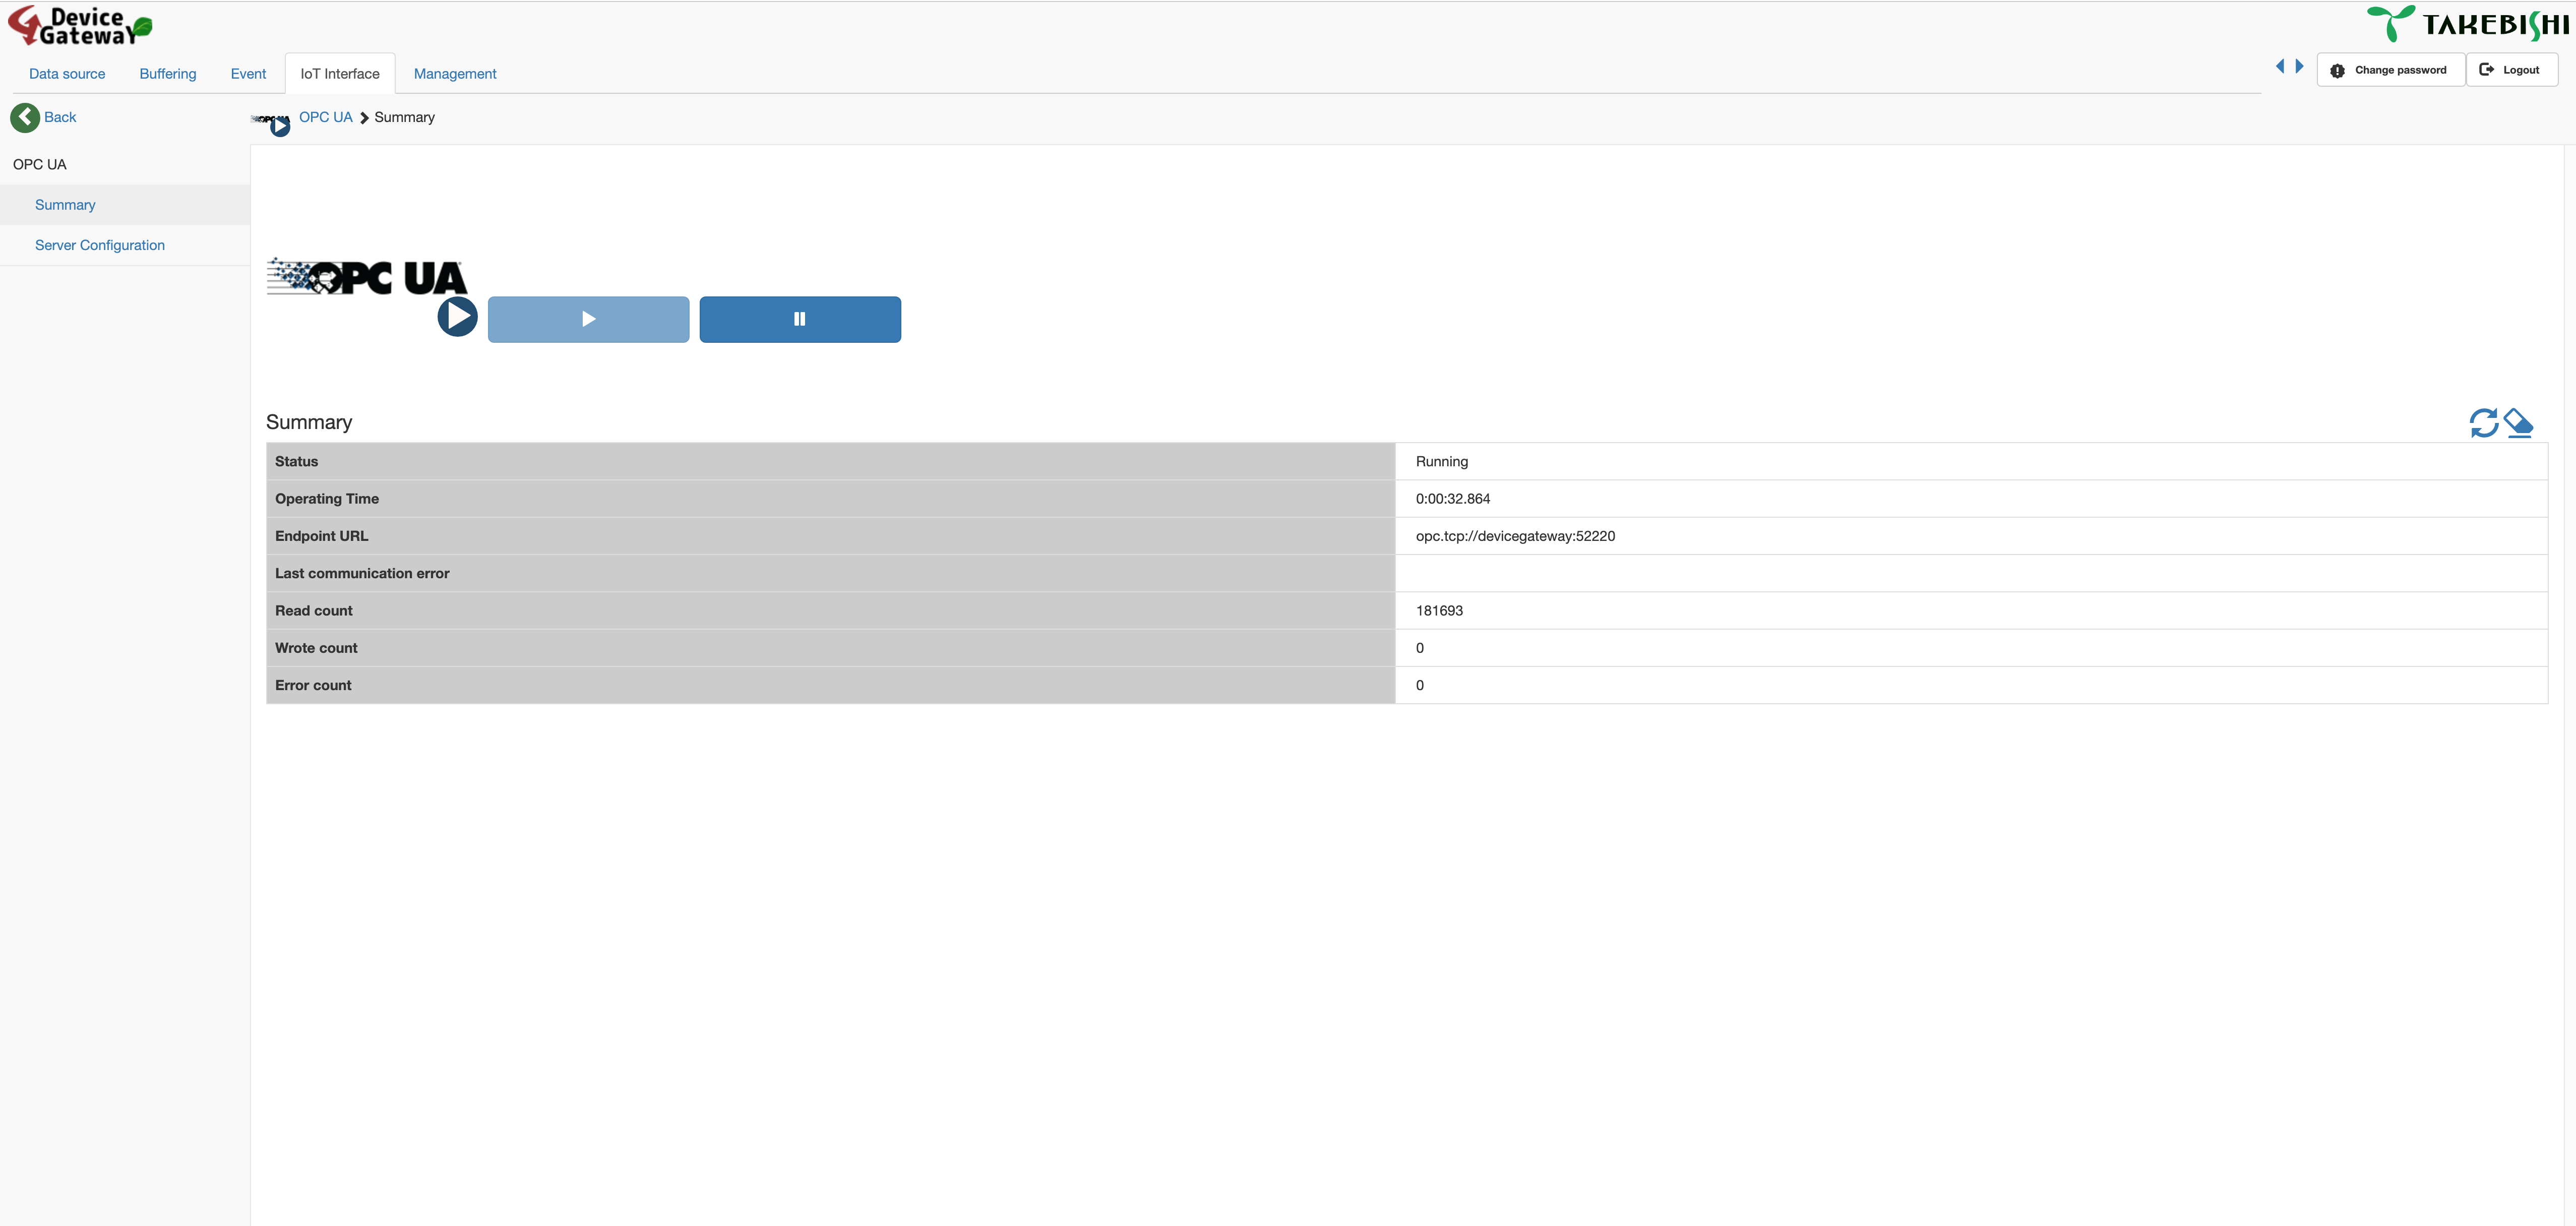 Device
Gateway
TAKEBISHI
Data source Buffering Event IoT Interface Management
Change password Logout
Back
OPC UA Summary
OPC UA
Summary
Server Configuration
OPC UA
Summary
Status Running
Operating Time 0:00:32.864
Endpoint URL opc.tcp://devicegateway:52220
Last communication error
Read count 181693
Wrote count 0
Error count 0